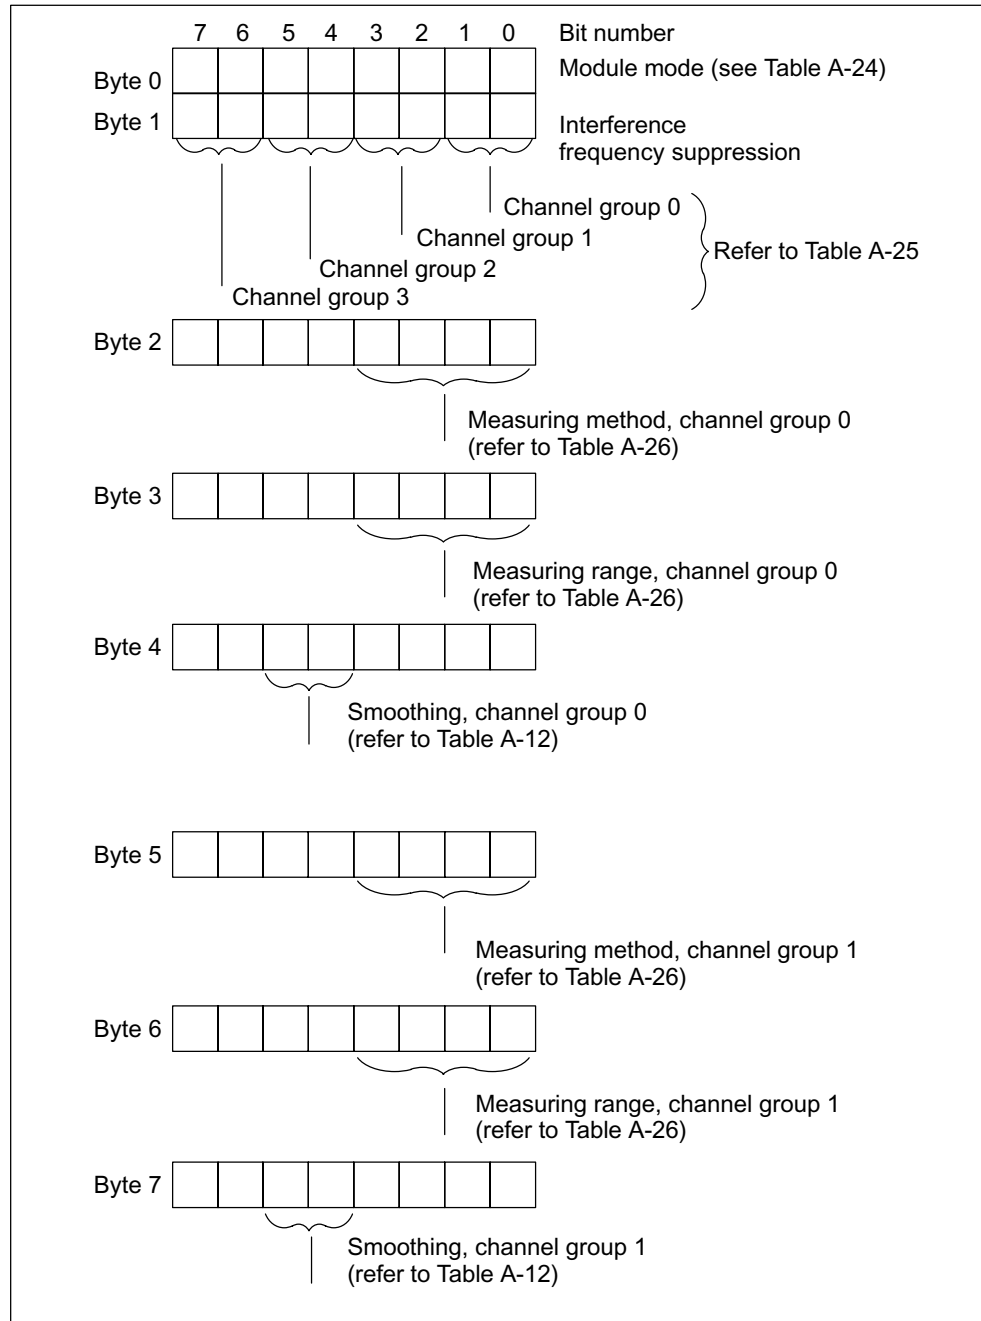 7 6 5 4 3 2 1 0 Bit number
Byte 0 Module mode (see Table A-24)
Byte 1 Interference
frequency suppression
Channel group 0
Channel group 1
Refer to Table A-25
Channel group 2
Channel group 3
Byte 2
Measuring method, channel group 0
(refer to Table A-26)
Byte 3
Measuring range, channel group 0
(refer to Table A-26)
Byte 4
Smoothing, channel group 0
(refer to Table A-12)
Byte 5
Measuring method, channel group 1
(refer to Table A-26)
Byte 6
Measuring range, channel group 1
(refer to Table A-26)
Byte 7
Smoothing, channel group 1
(refer to Table A-12)